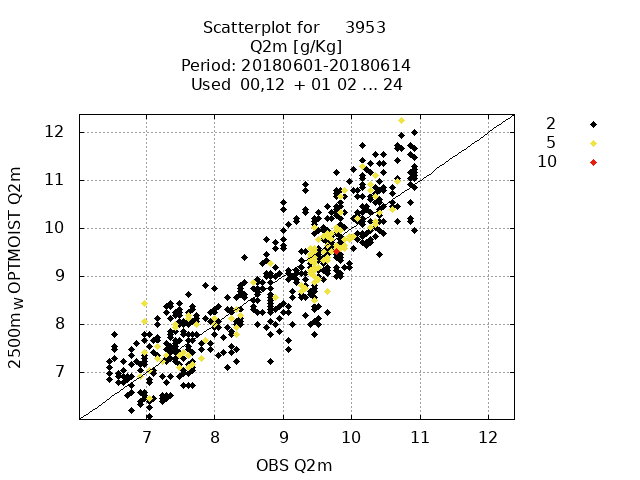 Scatterplot for 3953
Q2m [g/Kg]
Period: 20180601-20180614
Used 00,12 + 01 02 ... 24
2
5
10
12
11
10
9
8
7
7 8 9 10 11 12
2500m_W OPTMOIST Q2m
OBS Q2m